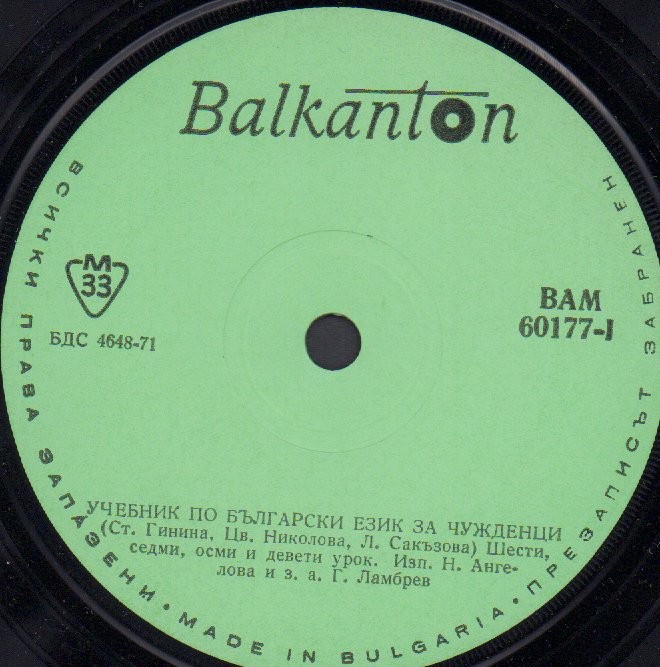 Balkanton
М
33
БДС 4648-71
ВАМ
60177-I
УЧЕБНИК ПО БЪЛГАРСКИ ЕЗИК ЗА ЧУЖДЕНЦИ
(Ст. Гинина, Цв. Николова, Л. Сакъзова) Шести,
седми, осми и девети урок. Изп. Н. Анге-
лова и з. а. Г. Ламбрев
ВСИЧКИ ПРАВА ЗАПАЗЕНИ • MADE IN BULGARIA • ПРЕЗАПИСЪТ ЗАБРАНЕН